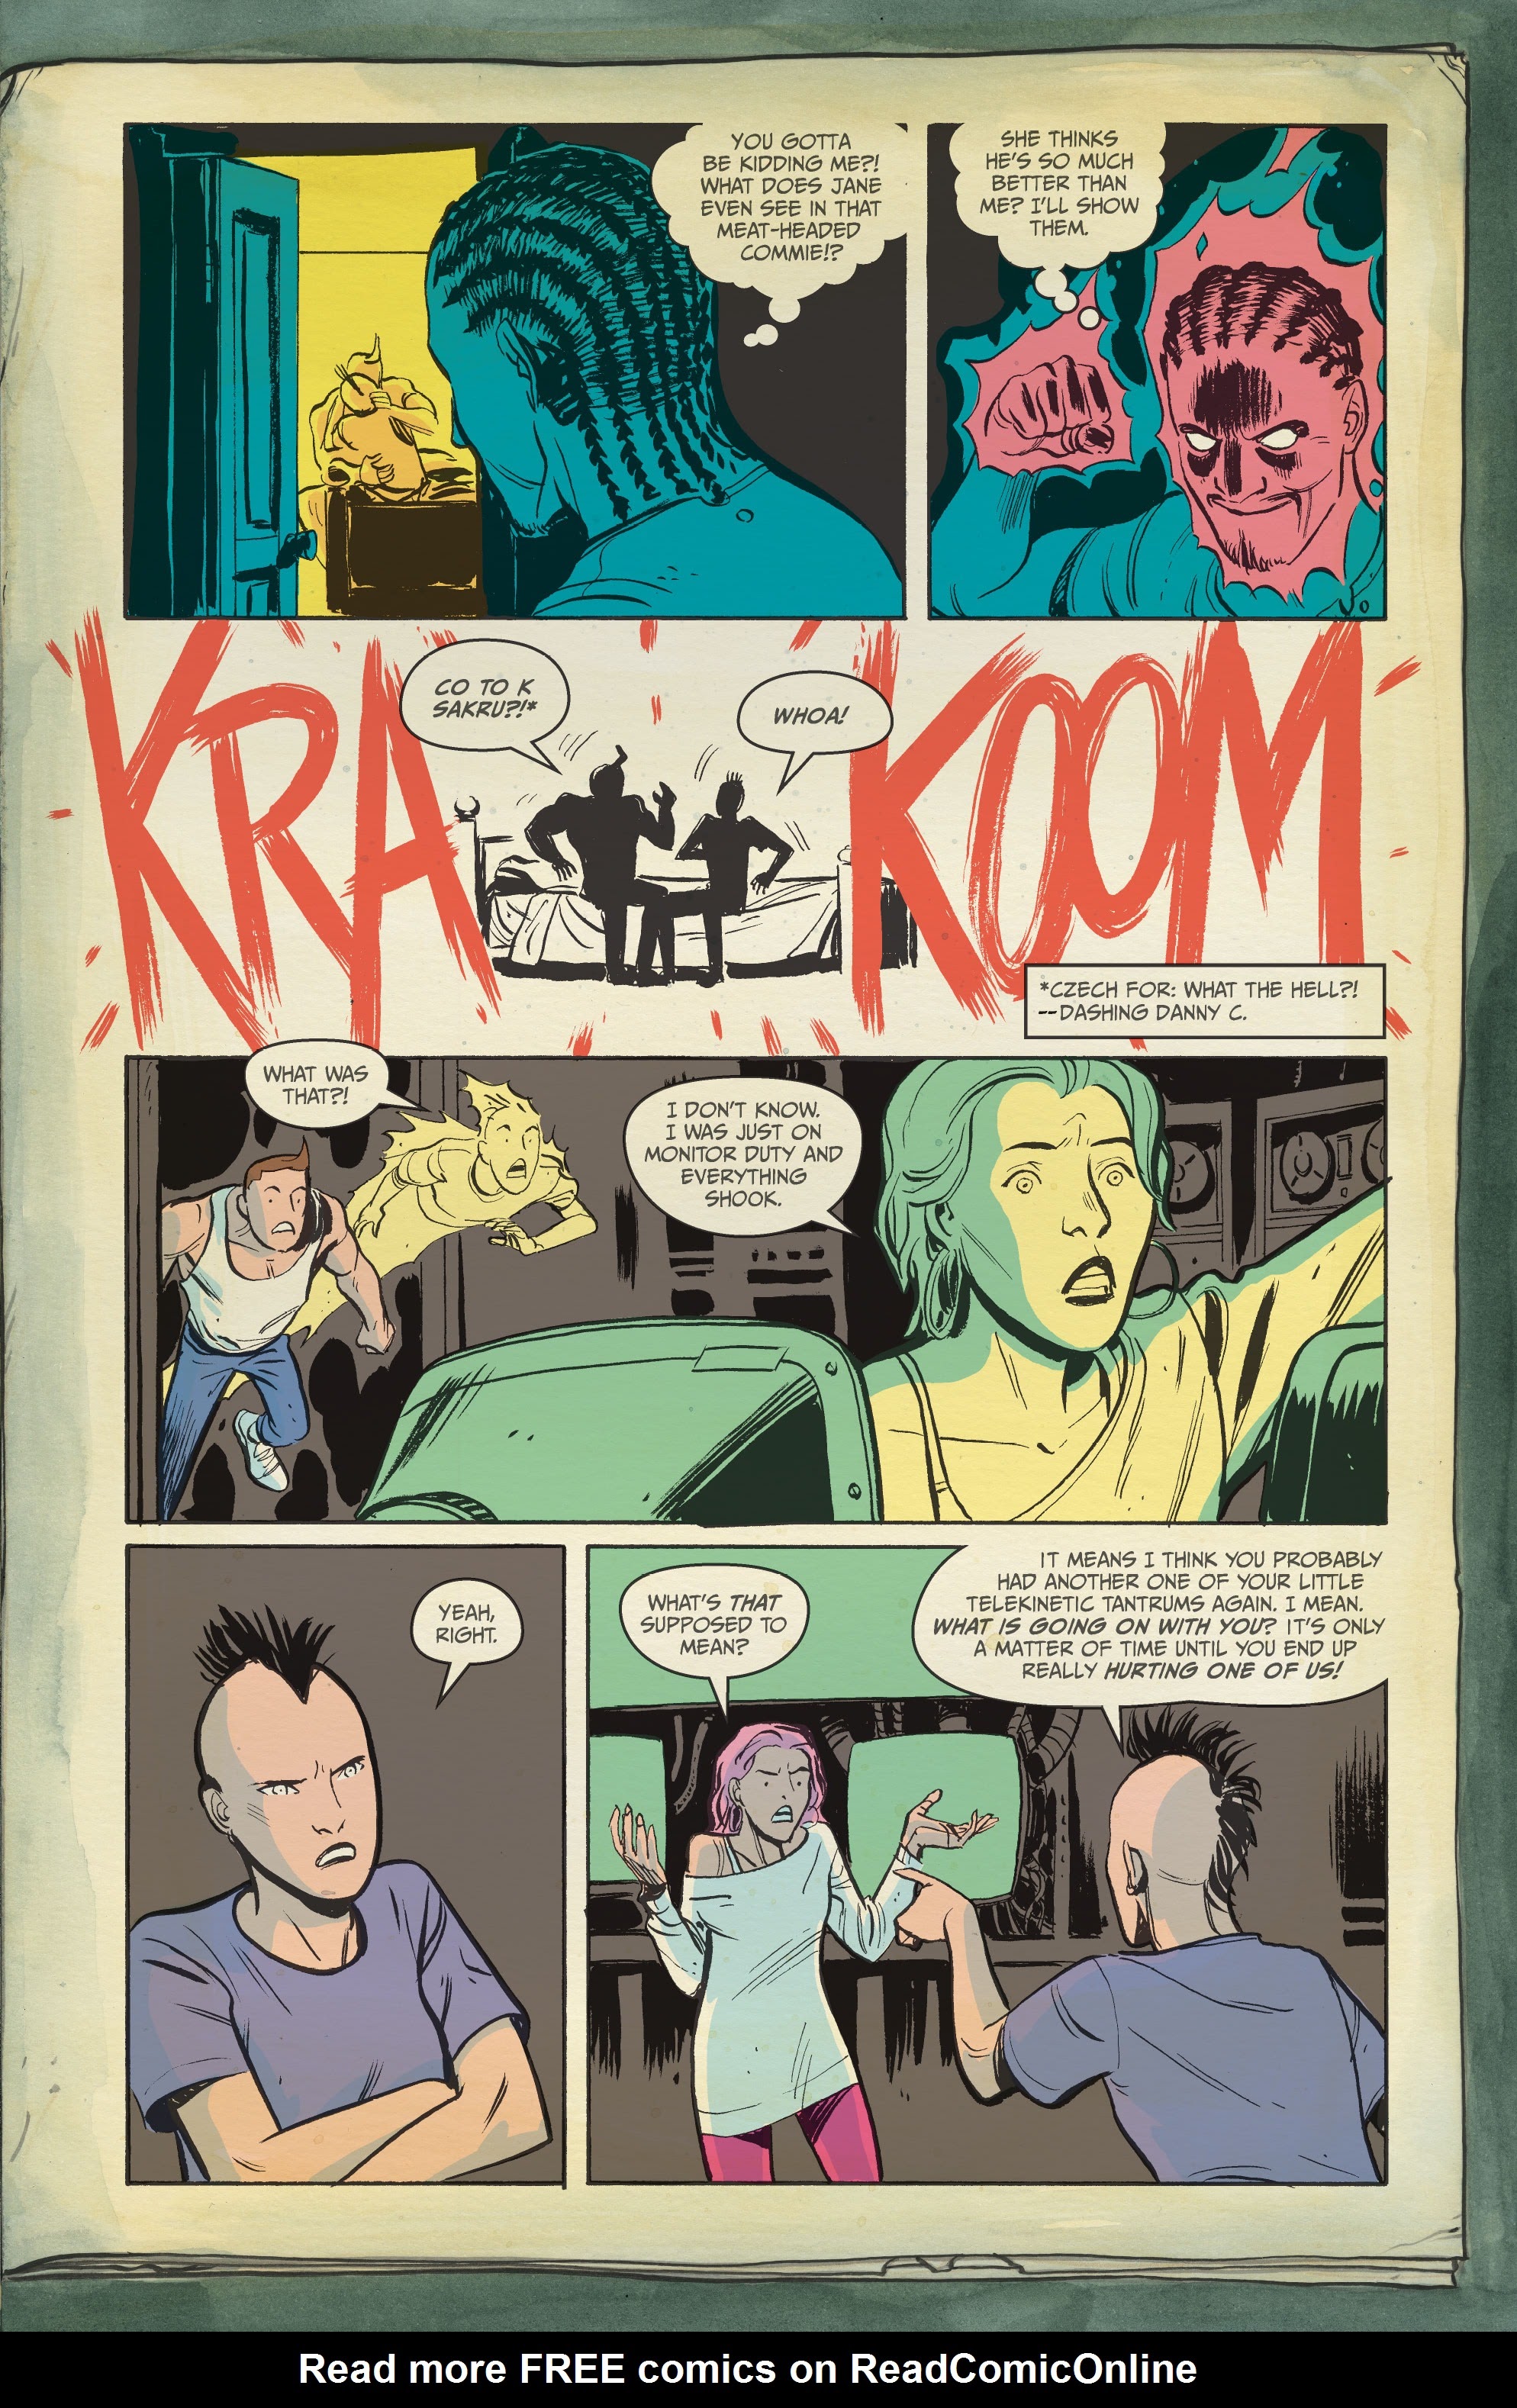 YOU GOTTA
BE KIDDING ME?!
WHAT DOES JANE
EVEN SEE IN THAT
MEAT-HEADED
COMMIE!?
SHE THINKS
HE'S SO MUCH
BETTER THAN
ME? I'LL SHOW
THEM.
KRA KOOM
CO TO K
SAKRU?!*
WHOA!
*CZECH FOR: WHAT THE HELL?!
--DASHING DANNY C.
WHAT WAS
THAT?!
I DON'T KNOW.
I WAS JUST ON
MONITOR DUTY AND
EVERYTHING
SHOOK.
YEAH,
RIGHT.
WHAT'S THAT
SUPPOSED TO
MEAN?
IT MEANS I THINK YOU PROBABLY
HAD ANOTHER ONE OF YOUR LITTLE
TELEKINETIC TANTRUMS AGAIN. I MEAN.
WHAT IS GOING ON WITH YOU? IT'S ONLY
A MATTER OF TIME UNTIL YOU END UP
REALLY HURTING ONE OF US!
Read more FREE comics on ReadComicOnline